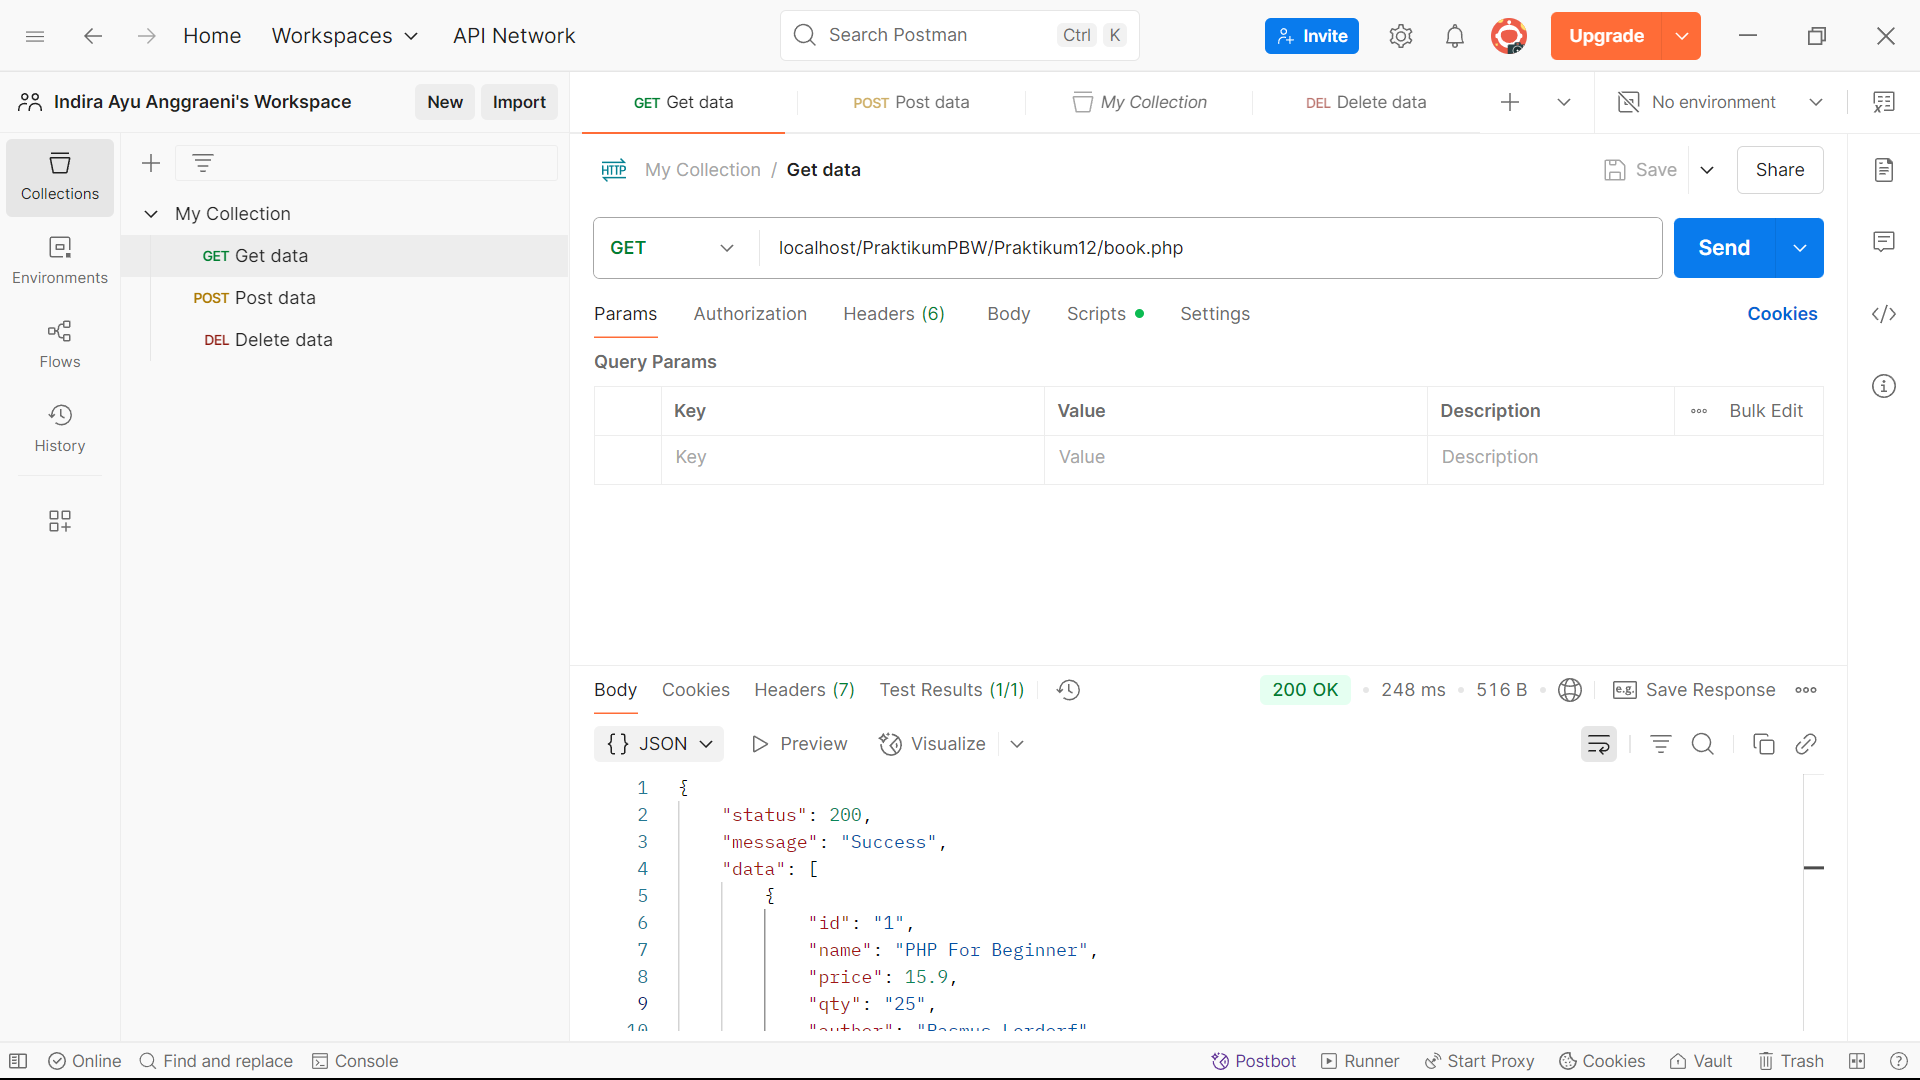 Home Workspaces API Network Search Postman Ctrl K Invite Upgrade
Indira Ayu Anggraeni's Workspace New Import GET Get data POST Post data My Collection DEL Delete data No environment
Collections
Environments
Flows
History
My Collection
GET Get data
POST Post data
DEL Delete data
HTTP My Collection / Get data Save Share
GET localhost/PraktikumPBW/Praktikum12/book.php Send
Params Authorization Headers (6) Body Scripts Settings Cookies
Query Params
Key Value Description Bulk Edit
Key Value Description
Body Cookies Headers (7) Test Results (1/1) 200 OK 248 ms 516 B e.g. Save Response
{} JSON Preview Visualize
1 {
2 "status": 200,
3 "message": "Success",
4 "data": [
5 {
6 "id": "1",
7 "name": "PHP For Beginner",
8 "price": 15.9,
9 "qty": "25",
10 "author": "Rasmus Lerdorf"
Online Find and replace Console Postbot Runner Start Proxy Cookies Vault Trash